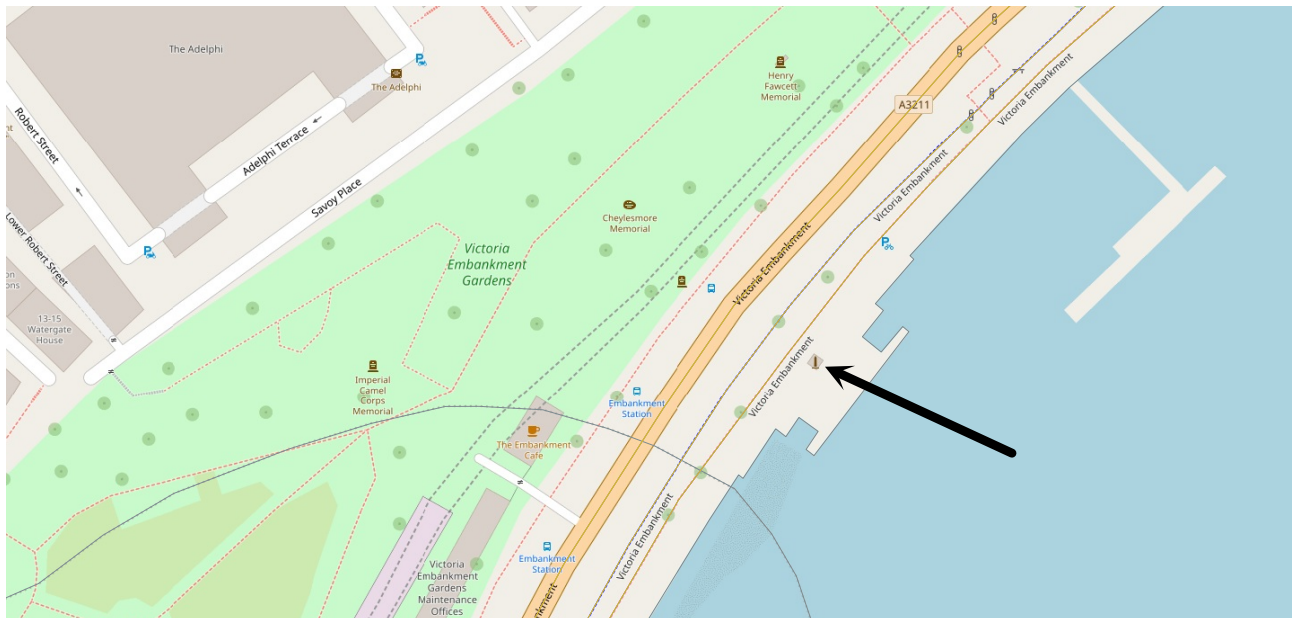 The Adelphi
The Adelphi
Henry
Fawcett
Memorial
A3211
Victoria Embankment
Robert Street
Adelphi Terrace
Savoy Place
Victoria Embankment
Cheylesmore
Memorial
Lower Robert Street
Victoria
Embankment
Gardens
Victoria Embankment
13-15
Watergate
House
Imperial
Camel
Corps
Memorial
Victoria Embankment
Embankment
Station
The Embankment
Cafe
Victoria Embankment
Embankment
Station
Victoria
Embankment
Gardens
Maintenance
Offices
nkment